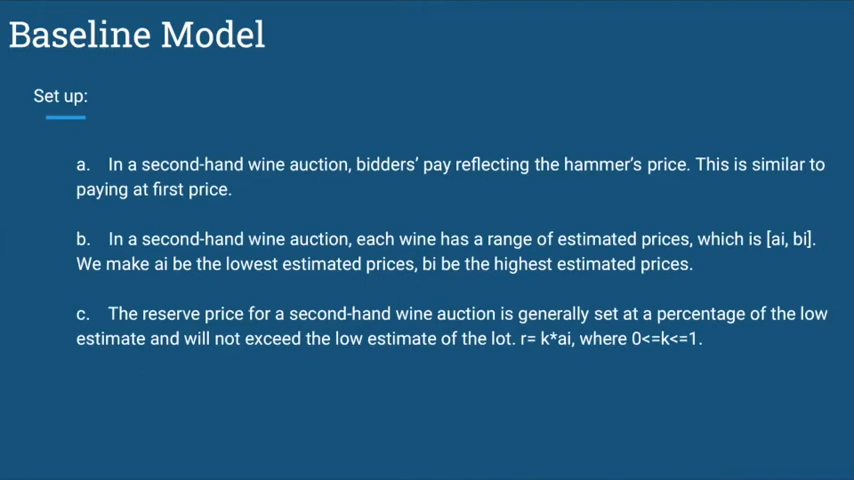 Baseline Model
Set up:
a. In a second-hand wine auction, bidders’ pay reflecting the hammer’s price. This is similar to
paying at first price.
b. In a second-hand wine auction, each wine has a range of estimated prices, which is [ai, bi].
We make ai be the lowest estimated prices, bi be the highest estimated prices.
c. The reserve price for a second-hand wine auction is generally set at a percentage of the low
estimate and will not exceed the low estimate of the lot. r= k*ai, where 0<=k<=1.